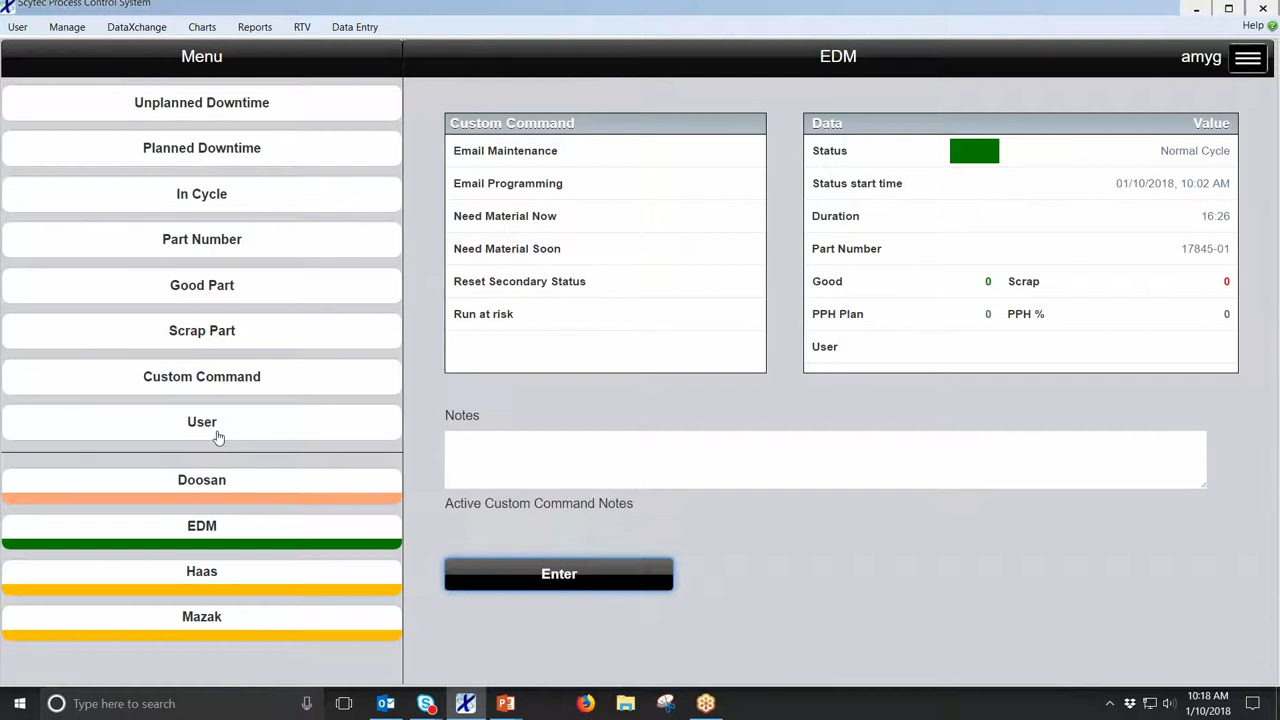 Scytec Process Control System
User Manage DataXchange Charts Reports RTV Data Entry Help
Menu
EDM
amyg
Unplanned Downtime
Planned Downtime
In Cycle
Part Number
Good Part
Scrap Part
Custom Command
User
Doosan
EDM
Haas
Mazak
Custom Command
Email Maintenance
Email Programming
Need Material Now
Need Material Soon
Reset Secondary Status
Run at risk
Data Value
Status Normal Cycle
Status start time 01/10/2018, 10:02 AM
Duration 16:26
Part Number 17845-01
Good 0 Scrap 0
PPH Plan 0 PPH % 0
User
Notes
Active Custom Command Notes
Enter
Type here to search
10:18 AM
1/10/2018